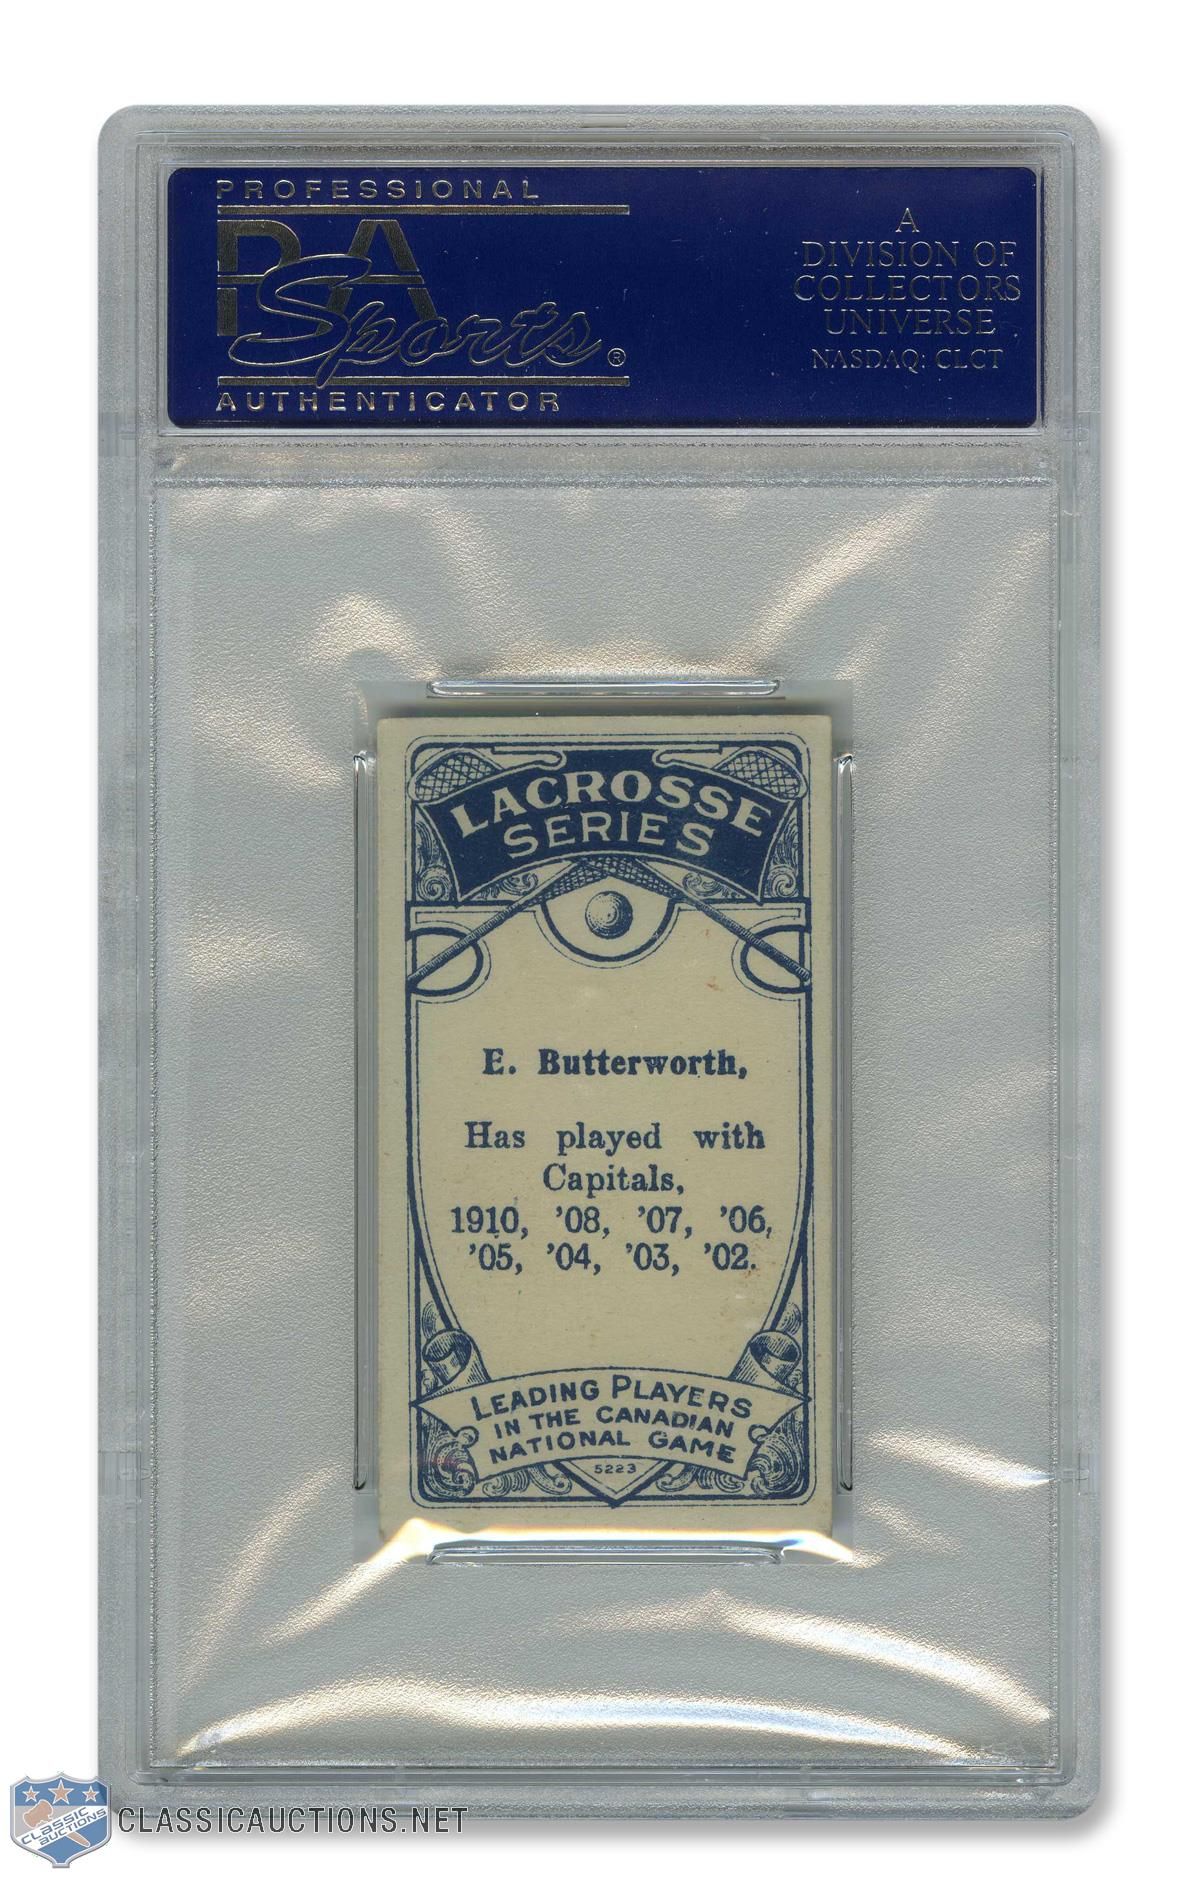 PROFESSIONAL
PSA
Sports®
AUTHENTICATOR
A
DIVISION OF
COLLECTORS
UNIVERSE
NASDAQ: CLCT
LACROSSE
SERIES
E. Butterworth,
Has played with
Capitals,
1910, '08, '07, '06,
'05, '04, '03, '02.
LEADING PLAYERS
IN THE CANADIAN
NATIONAL GAME
5223
CLASSIC
AUCTIONS
CLASSICAUCTIONS.NET